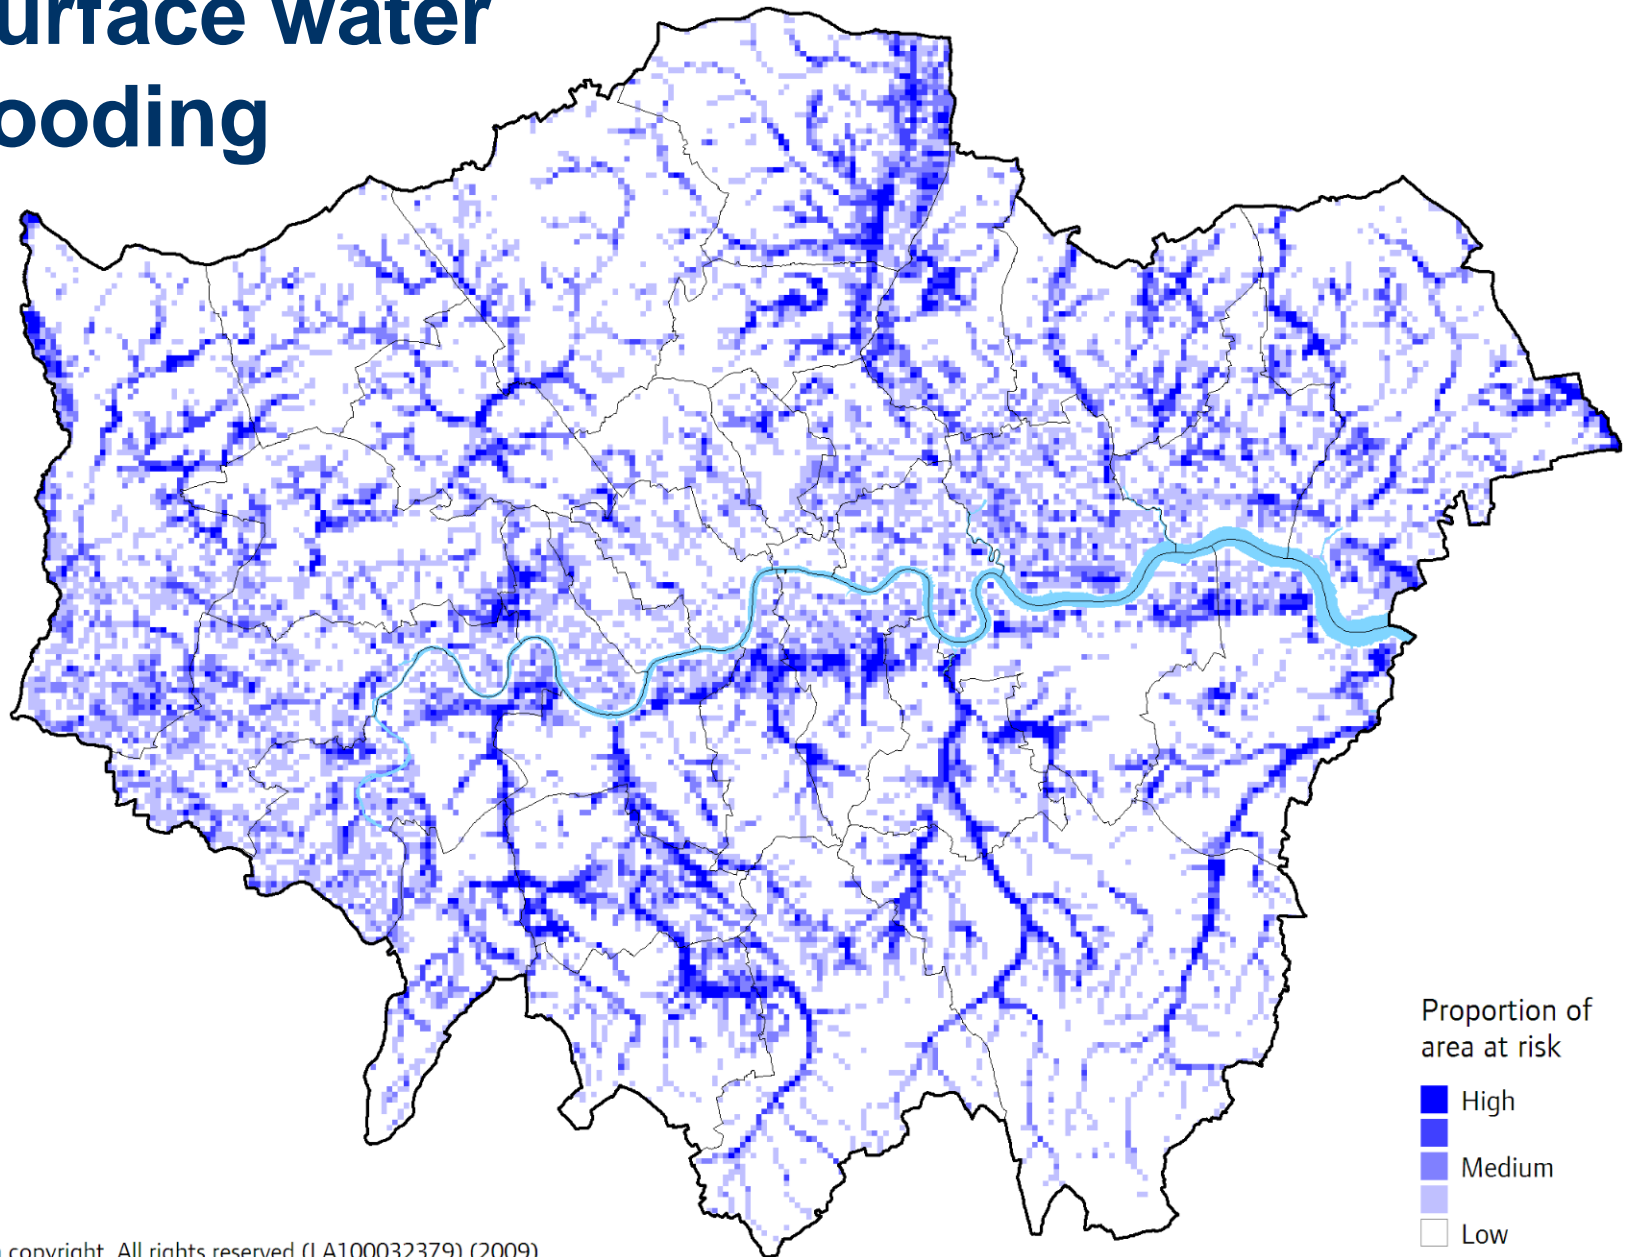 urface water
ooding
Proportion of
area at risk
High
Medium
Low
copyright. All rights reserved (LA100032379) (2009)